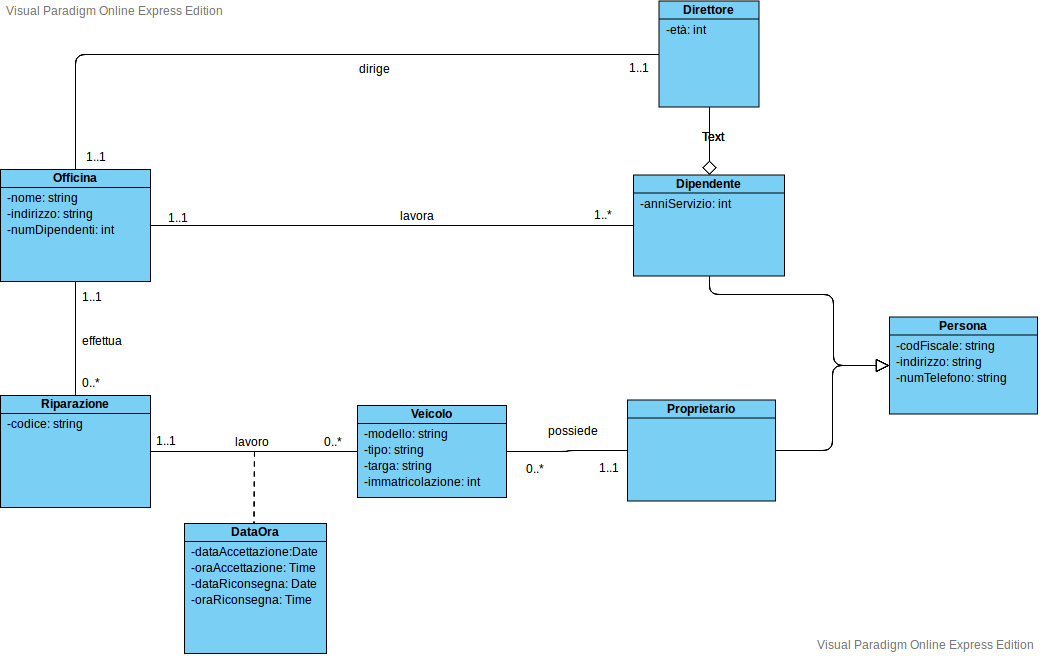 Visual Paradigm Online Express Edition
Direttore
-età: int
dirige
1..1
Text
1..1
Officina
-nome: string
-indirizzo: string
-numDipendenti: int
Dipendente
-anniServizio: int
1..1
lavora
1..*
1..1
effettua
0..*
Persona
-codFiscale: string
-indirizzo: string
-numTelefono: string
Riparazione
-codice: string
1..1
lavoro
0..*
Veicolo
-modello: string
-tipo: string
-targa: string
-immatricolazione: int
possiede
0..*
1..1
Proprietario
DataOra
-dataAccettazione:Date
-oraAccettazione: Time
-dataRiconsegna: Date
-oraRiconsegna: Time
Visual Paradigm Online Express Edition